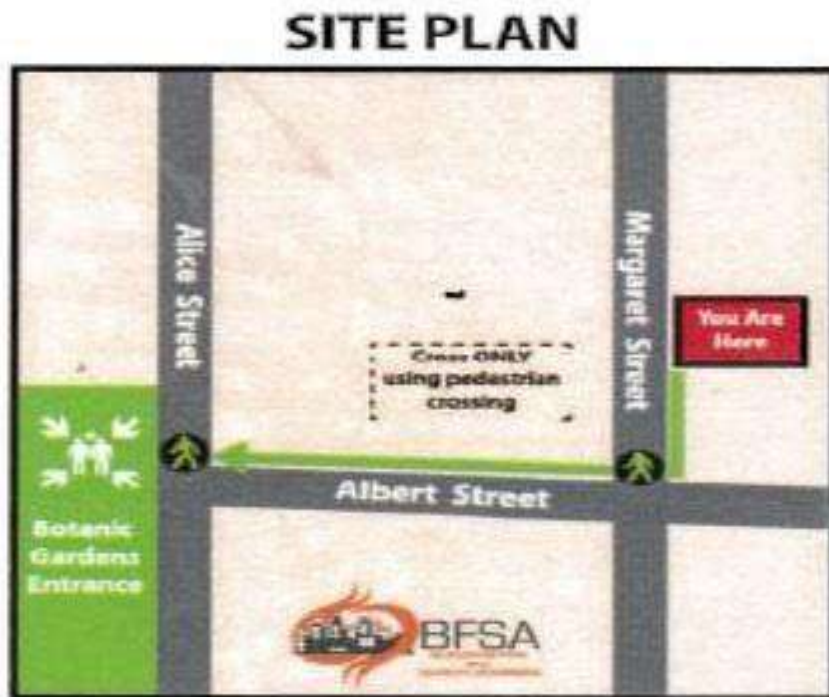 SITE PLAN
Alice Street
Margaret Street
You Are
Here
Cross ONLY
using pedestrian
crossing
Albert Street
Botanic
Gardens
Entrance
BFSA